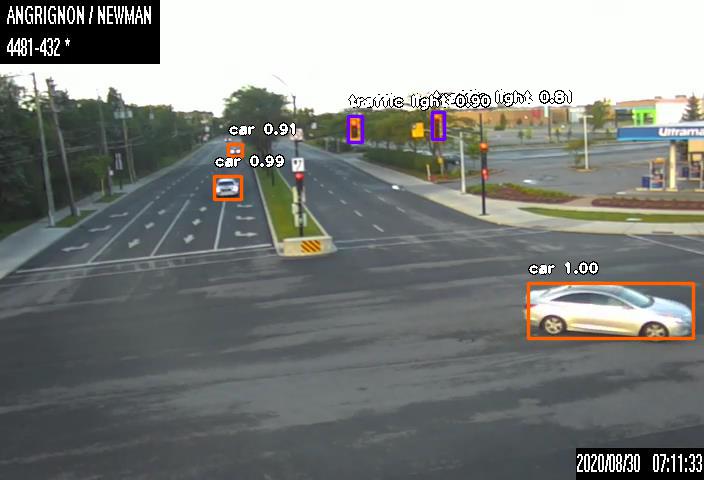 ANGRIGNON / NEWMAN
4481-432 *
traffic light 0.90
traffic light 0.81
car 0.91
car 0.99
Ultrama
car 1.00
2020/08/30 07:11:33